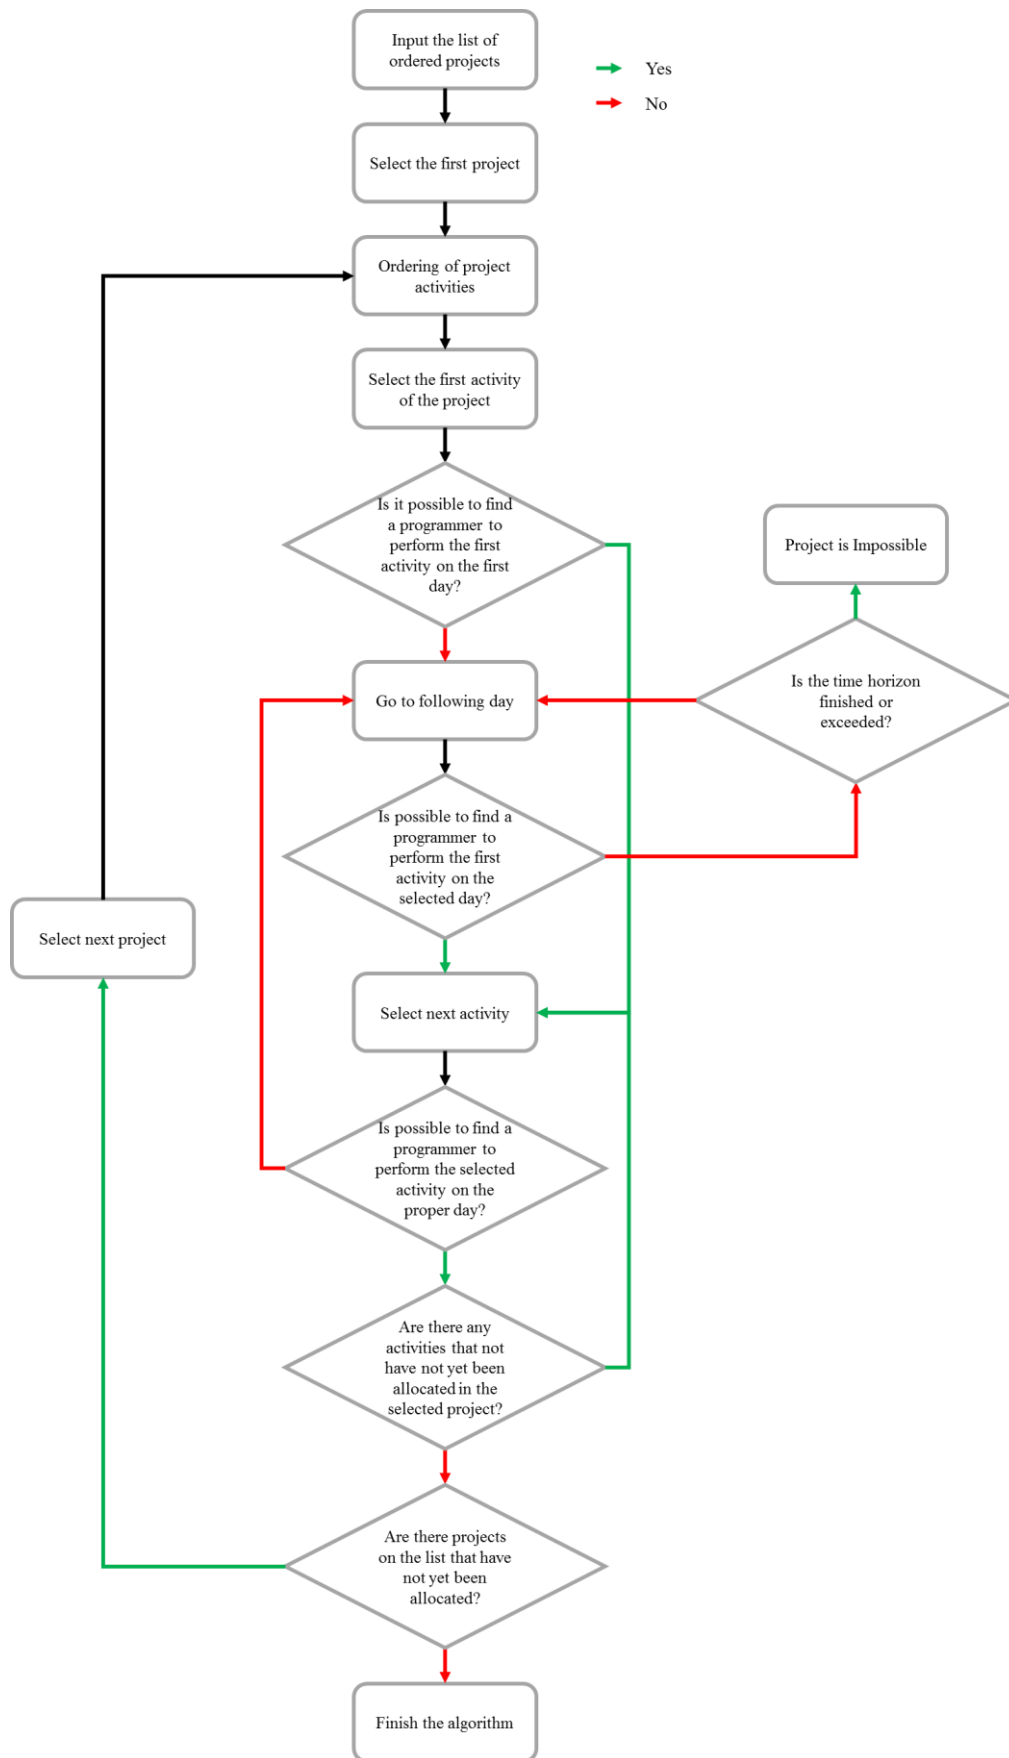 Input the list of
ordered projects
Yes
No
Select the first project
Ordering of project
activities
Select the first activity
of the project
Is it possible to find
a programmer to
perform the first
activity on the first
day?
Project is Impossible
Go to following day
Is the time horizon
finished or
exceeded?
Is possible to find a
programmer to
perform the first
activity on the
selected day?
Select next project
Select next activity
Is possible to find a
programmer to
perform the selected
activity on the
proper day?
Are there any
activities that not
have not yet been
allocated in the
selected project?
Are there projects
on the list that have
not yet been
allocated?
Finish the algorithm